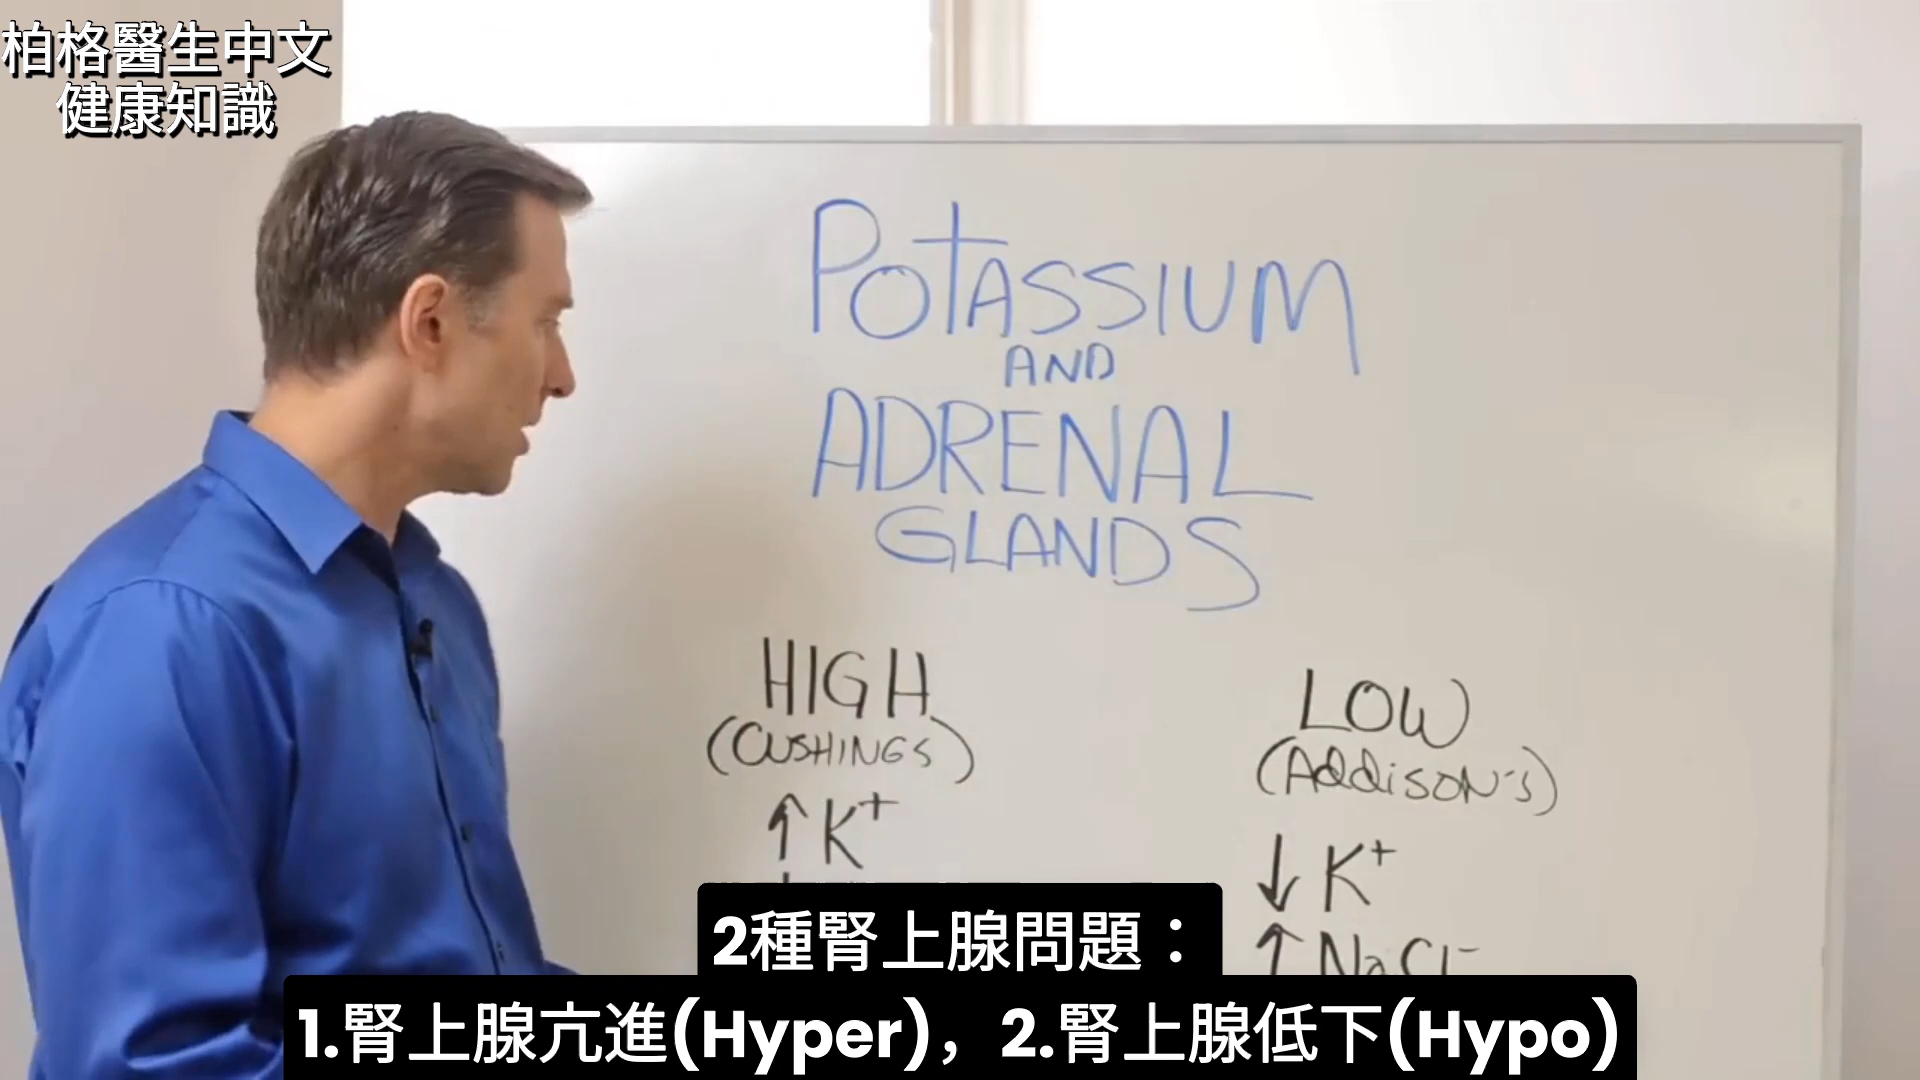 柏格醫生中文
健康知識
POTASSIUM
AND
ADRENAL
GLANDS
HIGH
(CUSHINGS)
↑ K+
LOW
(Addison's)
↓ K+
↑ NaCl-
2種腎上腺問題：
1.腎上腺亢進(Hyper)，2.腎上腺低下(Hypo)